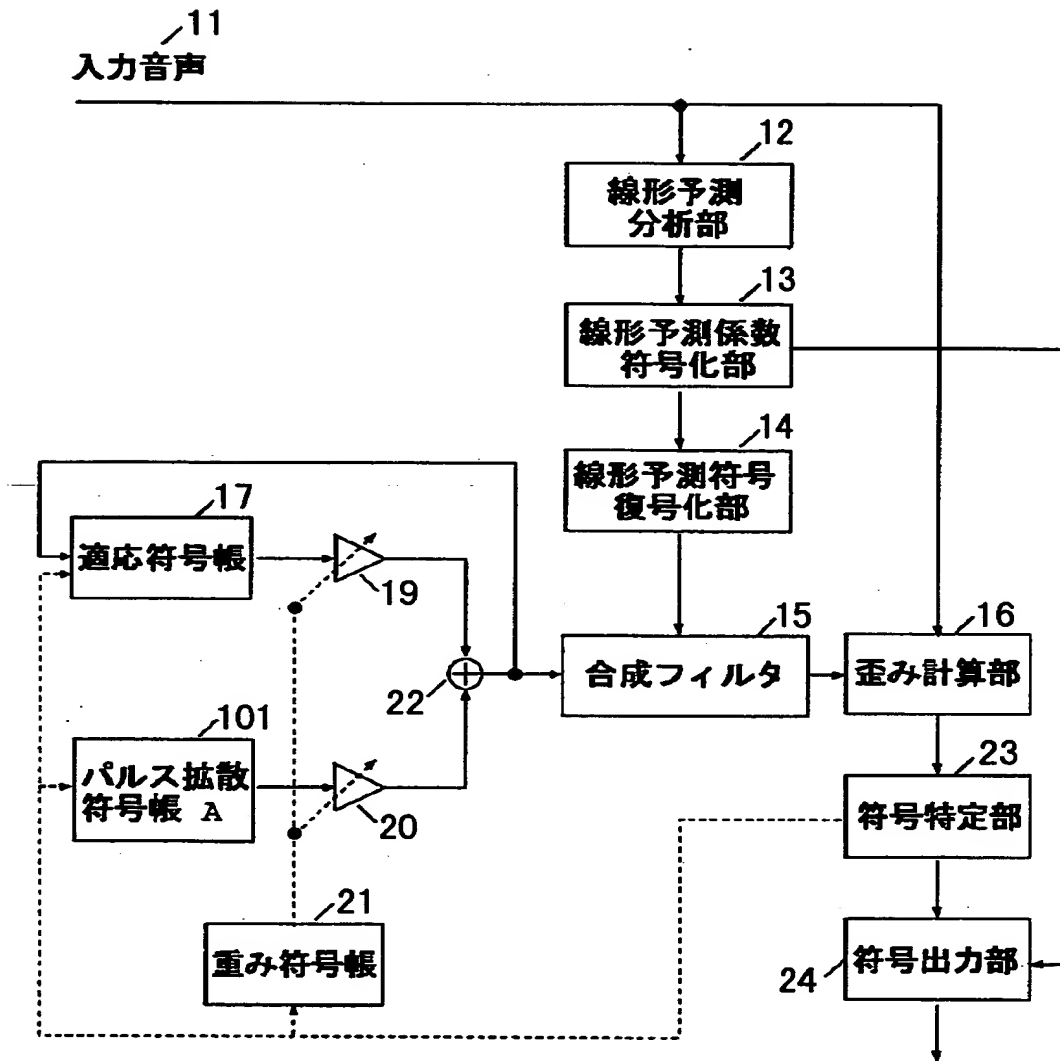 11
入力音声
12
線形予測
分析部
13
線形予測係数
符号化部
14
線形予測符号
復号化部
17
適応符号帳
19
15
合成フィルタ
16
歪み計算部
22
101
パルス拡散
符号帳 A
20
23
符号特定部
21
重み符号帳
24
符号出力部